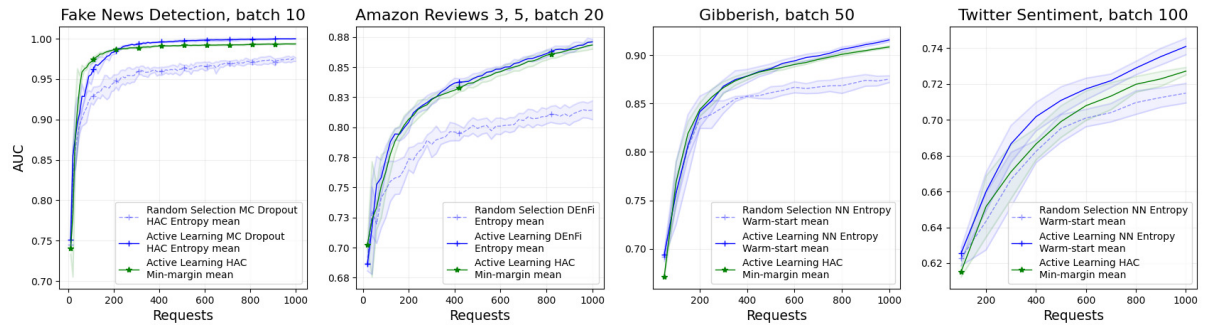 Fake News Detection, batch 10
AUC
1.00
0.95
0.90
0.85
0.80
0.75
0.70
Random Selection MC Dropout
HAC Entropy mean
Active Learning MC Dropout
HAC Entropy mean
Active Learning HAC
Min-margin mean
0 200 400 600 800 1000
Requests
Amazon Reviews 3, 5, batch 20
0.88
0.85
0.83
0.80
0.78
0.75
0.73
0.70
0.68
Random Selection DEnFi
Entropy mean
Active Learning DEnFi
Entropy mean
Active Learning HAC
Min-margin mean
0 200 400 600 800 1000
Requests
Gibberish, batch 50
0.90
0.85
0.80
0.75
0.70
Random Selection NN Entropy
Warm-start mean
Active Learning NN Entropy
Warm-start mean
Active Learning HAC
Min-margin mean
200 400 600 800 1000
Requests
Twitter Sentiment, batch 100
0.74
0.72
0.70
0.68
0.66
0.64
0.62
Random Selection NN Entropy
Warm-start mean
Active Learning NN Entropy
Warm-start mean
Active Learning HAC
Min-margin mean
200 400 600 800 1000
Requests